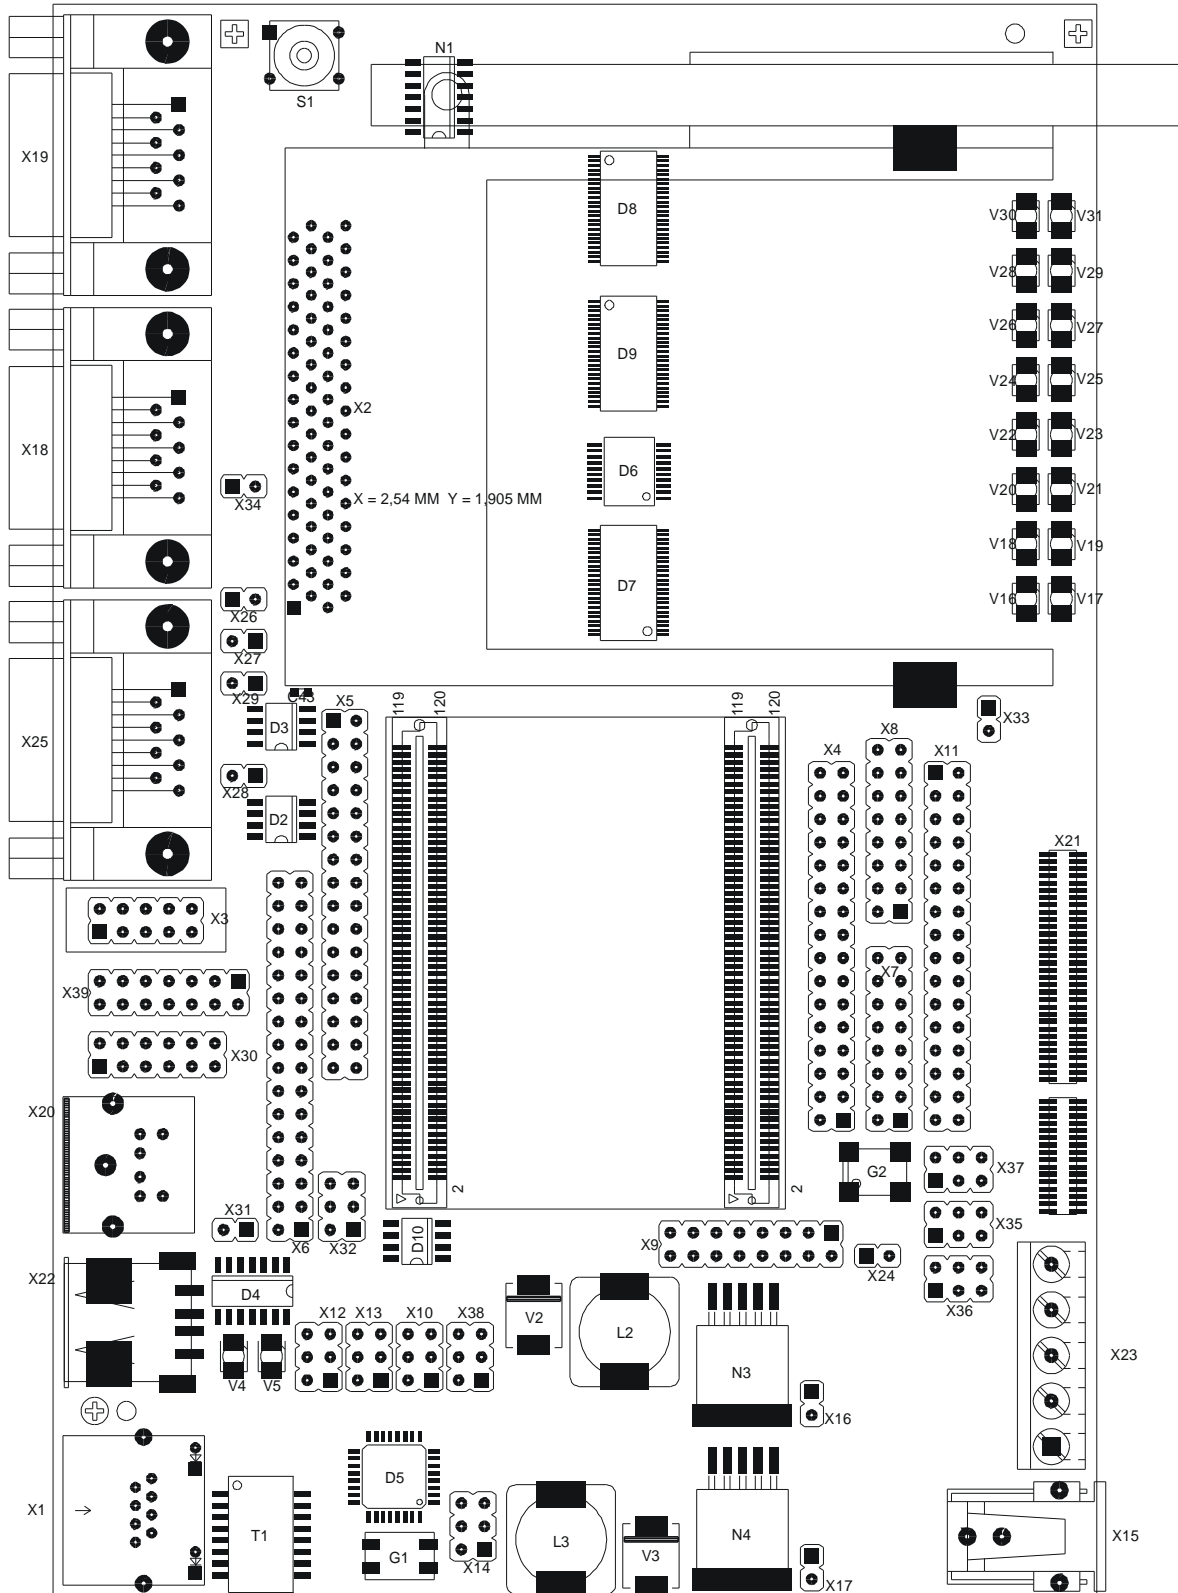 N1
S1
X19
D8
V30 V31
V28 V29
V26 V27
D9
V24 V25
X2
X18
V22 V23
D6
X34
X = 2,54 MM Y = 1,905 MM
V20 V21
V18 V19
D7
V16 V17
X26
X27
X29
C43
X5
119
120
119
120
X33
D3
X25
X4
X8
X11
X28
D2
X21
X3
X7
X39
X30
X20
G2
X37
2
2
X31
X6
X32
D10
X9
X35
X24
X22
D4
X36
X12 X13 X10 X38
V2
L2
X23
N3
V4 V5
X16
D5
X1
T1
G1
X14
L3
V3
N4
X15
X17